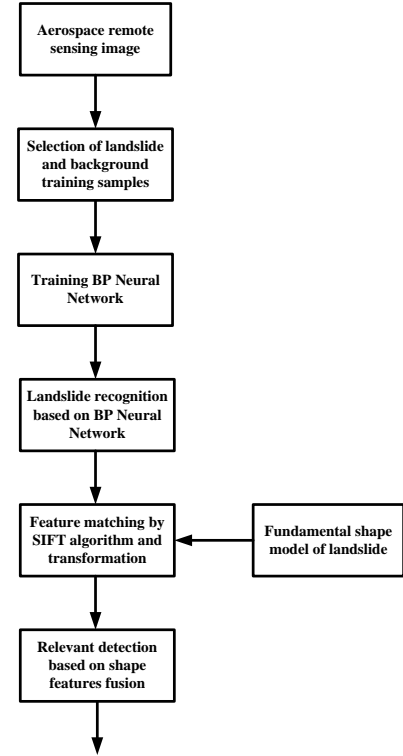 Aerospace remote
sensing image
Selection of landslide
and background
training samples
Training BP Neural
Network
Landslide recognition
based on BP Neural
Network
Feature matching by
SIFT algorithm and
transformation
Fundamental shape
model of landslide
Relevant detection
based on shape
features fusion